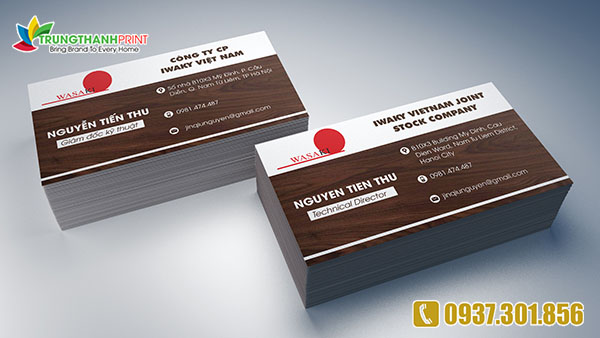 TRUNGTHANHPRINT
Bring Brand To Every Home
CÔNG TY CP
IWAKY VIỆT NAM
WASAKI
Số nhà B10X3 Mỹ Đình, P. Cầu
Diễn, Q. Nam Từ Liêm, TP Hà Nội
NGUYỄN TIẾN THU
Giám đốc kỹ thuật
0981.474.487
jinqiunguyen@gmail.com
IWAKY VIETNAM JOINT
STOCK COMPANY
WASAKI
B10X3 Building My Dinh, Cau
Dien Ward, Nam Tu Liem District,
Hanoi City
NGUYEN TIEN THU
Technical Director
0981.474.487
jinqiunguyen@gmail.com
0937.301.856